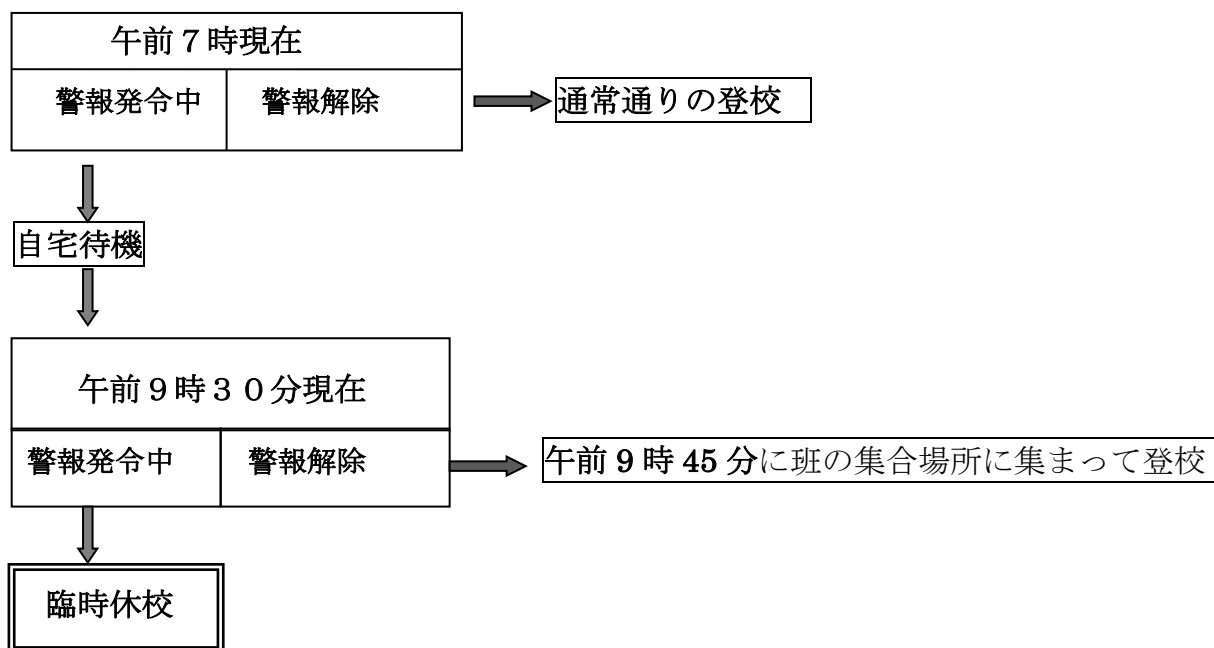 午前７時現在
警報発令中 警報解除
通常通りの登校
自宅待機
午前９時３０分現在
警報発令中 警報解除
午前 9 時 45 分に班の集合場所に集まって登校
臨時休校